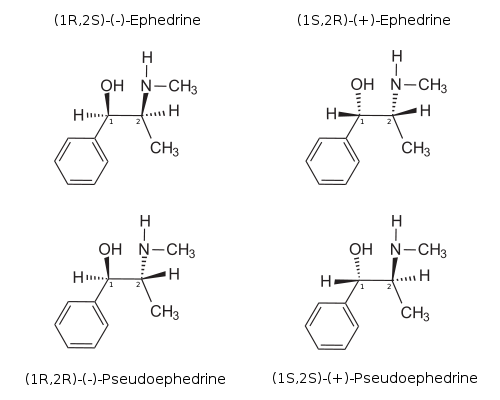 (1R,2S)-(-)-Ephedrine
(1S,2R)-(+)-Ephedrine
H
OH N CH3
H 1 2 H
CH3
H
OH N CH3
H 1 2 H
CH3
H
OH N CH3
H 1 2 H
CH3
H
OH N CH3
H 1 2 H
CH3
(1R,2R)-(-)-Pseudoephedrine
(1S,2S)-(+)-Pseudoephedrine